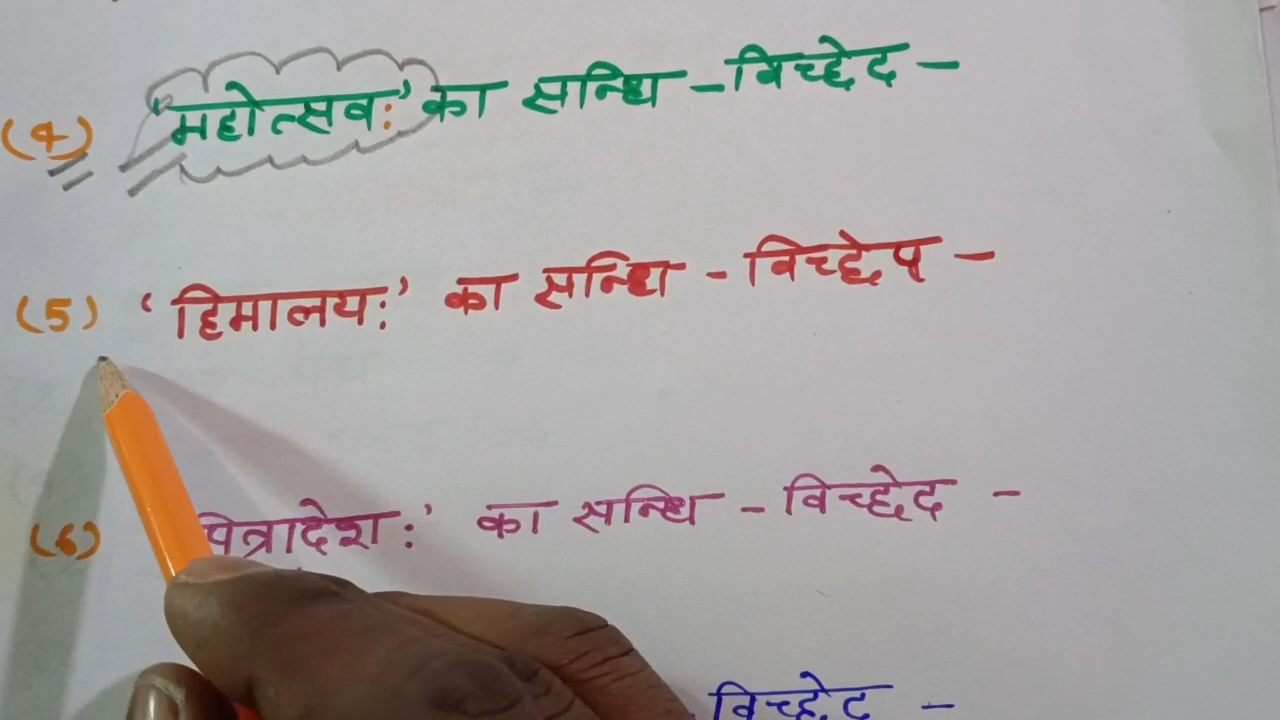 (4) 'महोत्सवः' का सन्धि - विच्छेद -
(5) 'हिमालयः' का सन्धि - विच्छेद -
(6) पित्रादेशः' का सन्धि - विच्छेद -
विच्छेद -